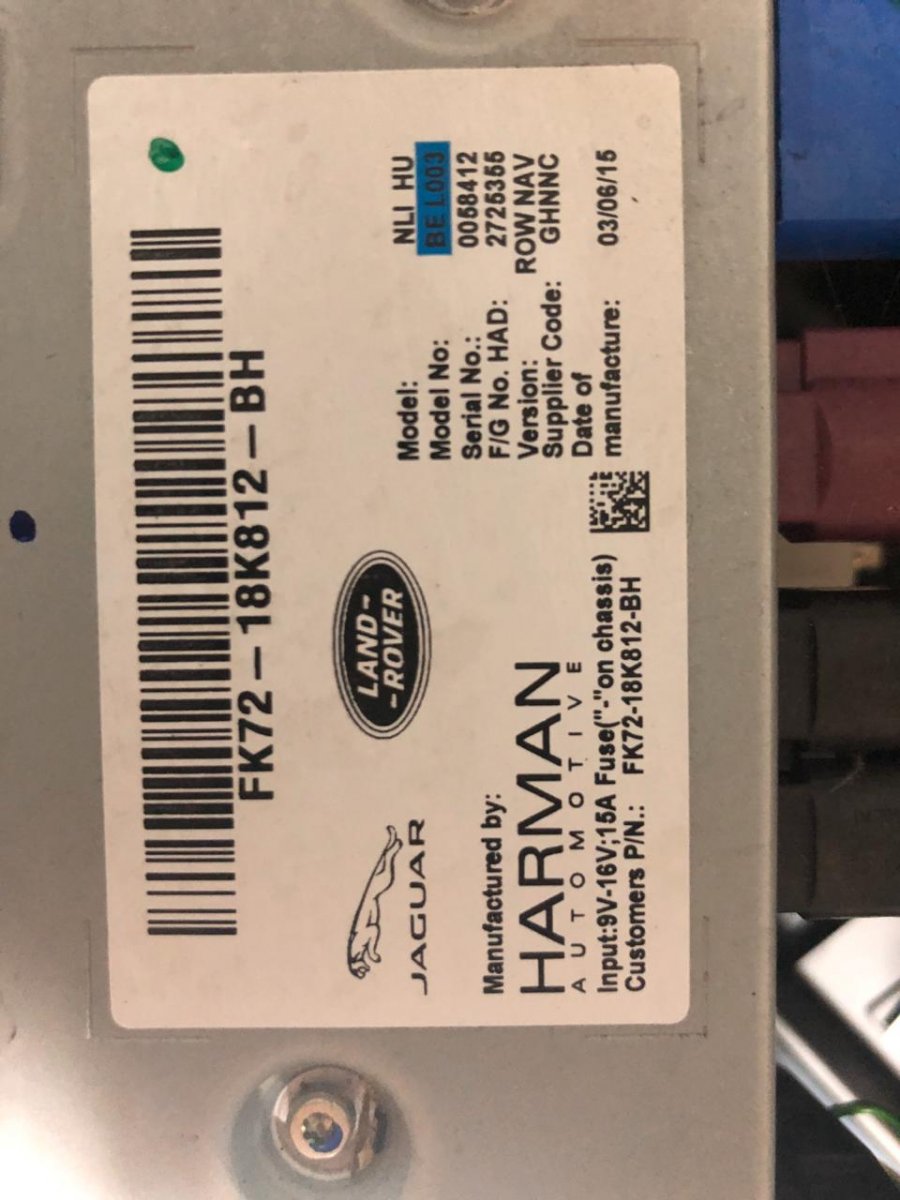 FK72-18K812-BH
JAGUAR
LAND-
-ROVER
Manufactured by:
HARMAN
AUTOMOTIVE
Input:9V-16V;15A Fuse("-"on chassis)
Customers P/N.: FK72-18K812-BH
Model: NLI HU
Model No: BE L003
Serial No.: 0058412
F/G No. HAD: 2725355
Version: ROW NAV
Supplier Code: GHNNC
Date of
manufacture: 03/06/15